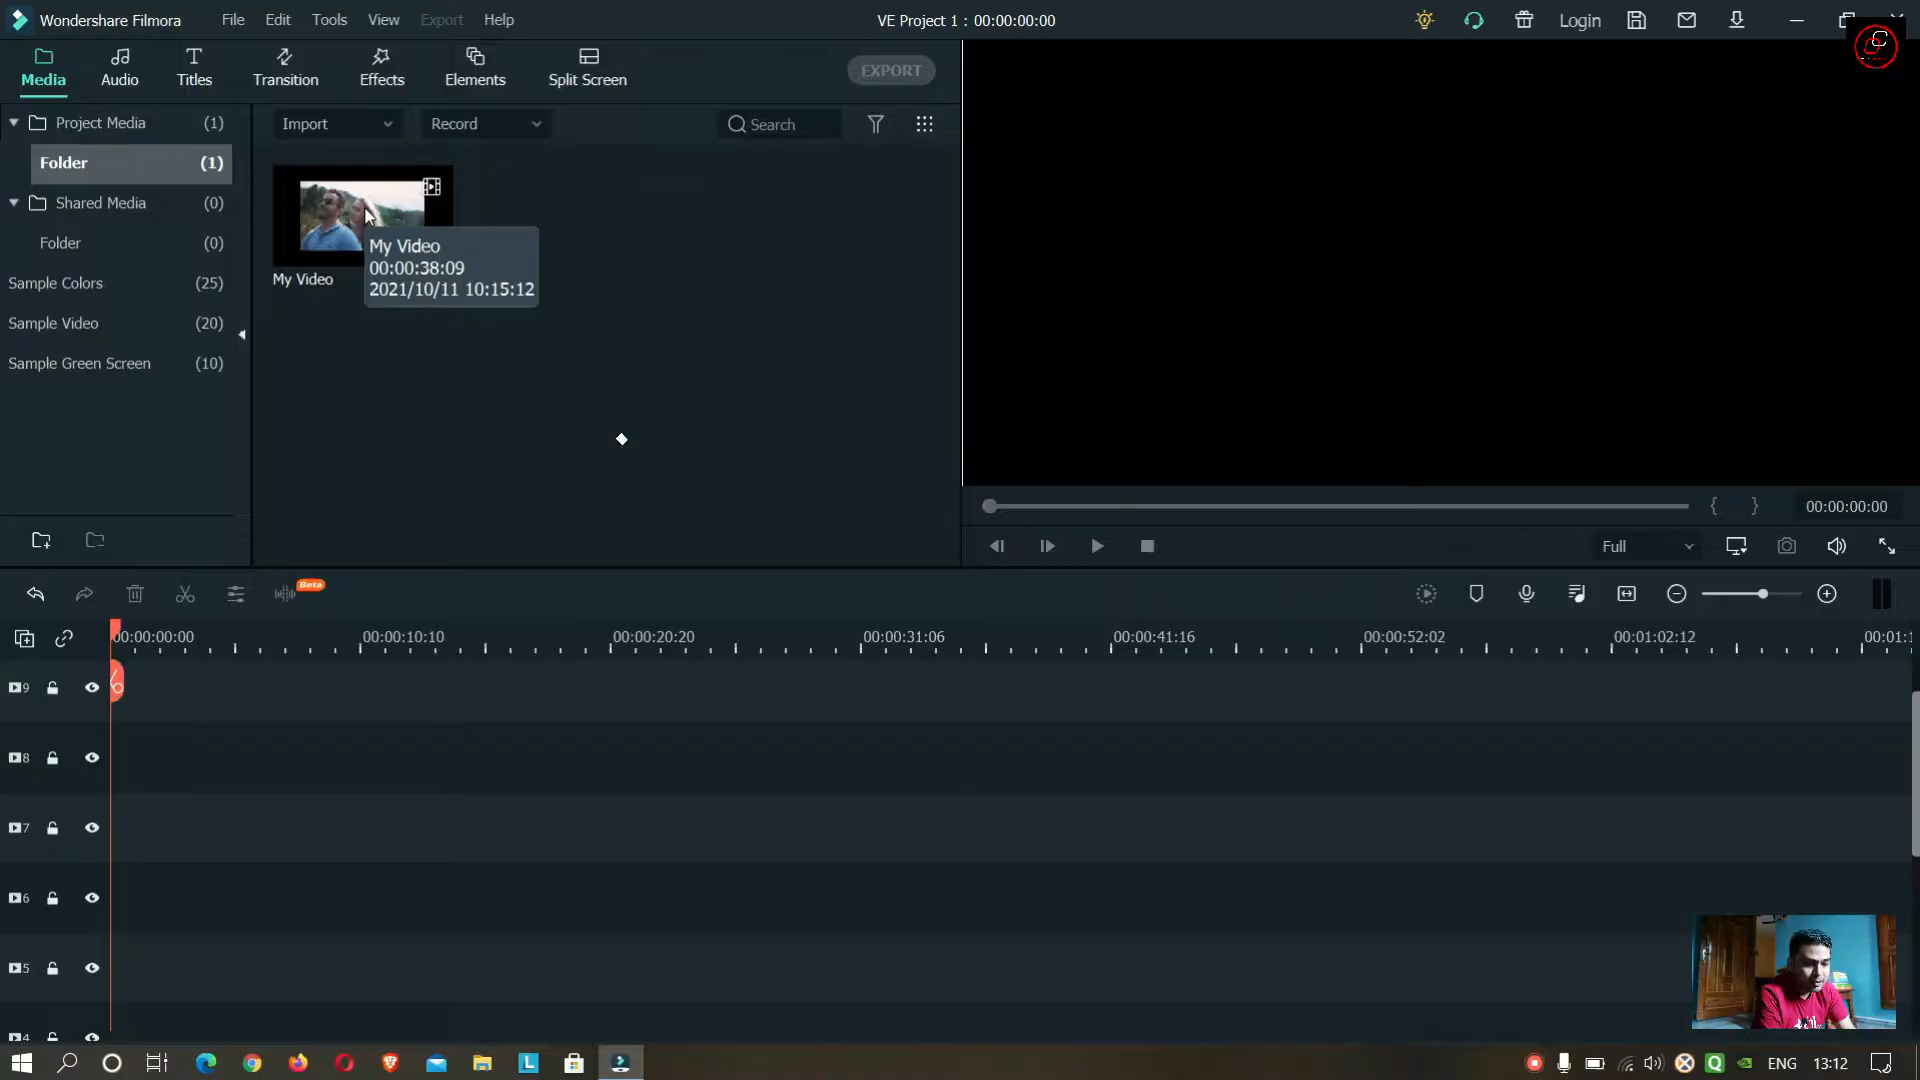 Wondershare Filmora
File
Edit
Tools
View
Export
Help
VE Project 1 : 00:00:00:00
Login
Media
Audio
Titles
Transition
Effects
Elements
Split Screen
EXPORT
Project Media (1)
Folder (1)
Shared Media (0)
Folder (0)
Sample Colors (25)
Sample Video (20)
Sample Green Screen (10)
Import
Record
Search
My Video
My Video
00:00:38:09
2021/10/11 10:15:12
{ } 00:00:00:00
Full
Beta
00:00:00:00
00:00:10:10
00:00:20:20
00:00:31:06
00:00:41:16
00:00:52:02
00:01:02:12
00:01:1
9
8
7
6
5
4
ENG
13:12